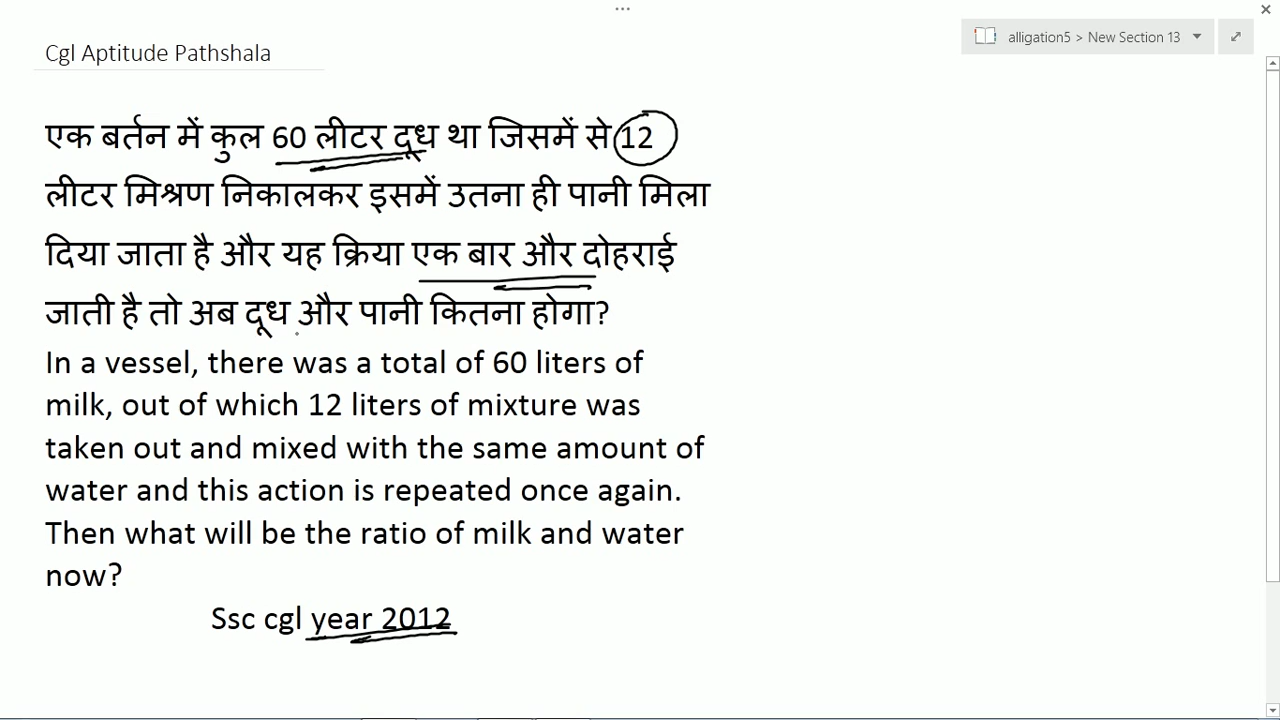 Cgl Aptitude Pathshala
alligation5 > New Section 13
एक बर्तन में कुल 60 लीटर दूध था जिसमें से 12
लीटर मिश्रण निकालकर इसमें उतना ही पानी मिला
दिया जाता है और यह क्रिया एक बार और दोहराई
जाती है तो अब दूध और पानी कितना होगा?
In a vessel, there was a total of 60 liters of
milk, out of which 12 liters of mixture was
taken out and mixed with the same amount of
water and this action is repeated once again.
Then what will be the ratio of milk and water
now?
Ssc cgl year 2012